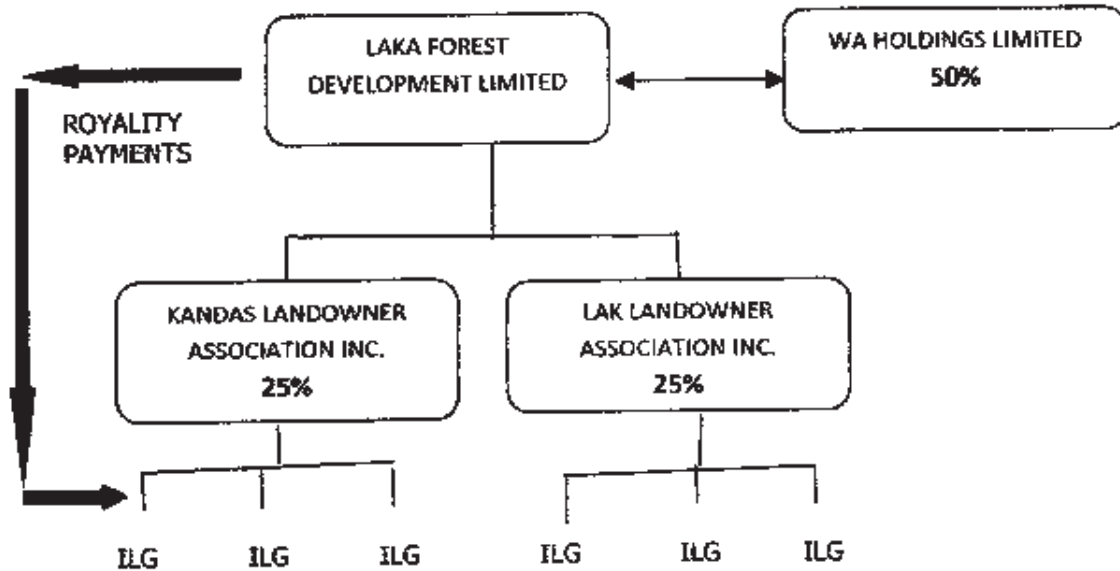 LAKA FOREST
DEVELOPMENT LIMITED
WA HOLDINGS LIMITED
50%
ROYALITY
PAYMENTS
KANDAS LANDOWNER
ASSOCIATION INC.
25%
LAK LANDOWNER
ASSOCIATION INC.
25%
ILG ILG ILG ILG ILG ILG